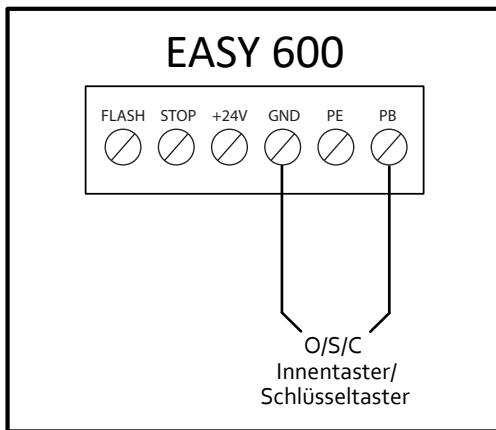 EASY 600
FLASH STOP +24V GND PE PB
O/S/C
Innentaster/
Schlüsseltaster